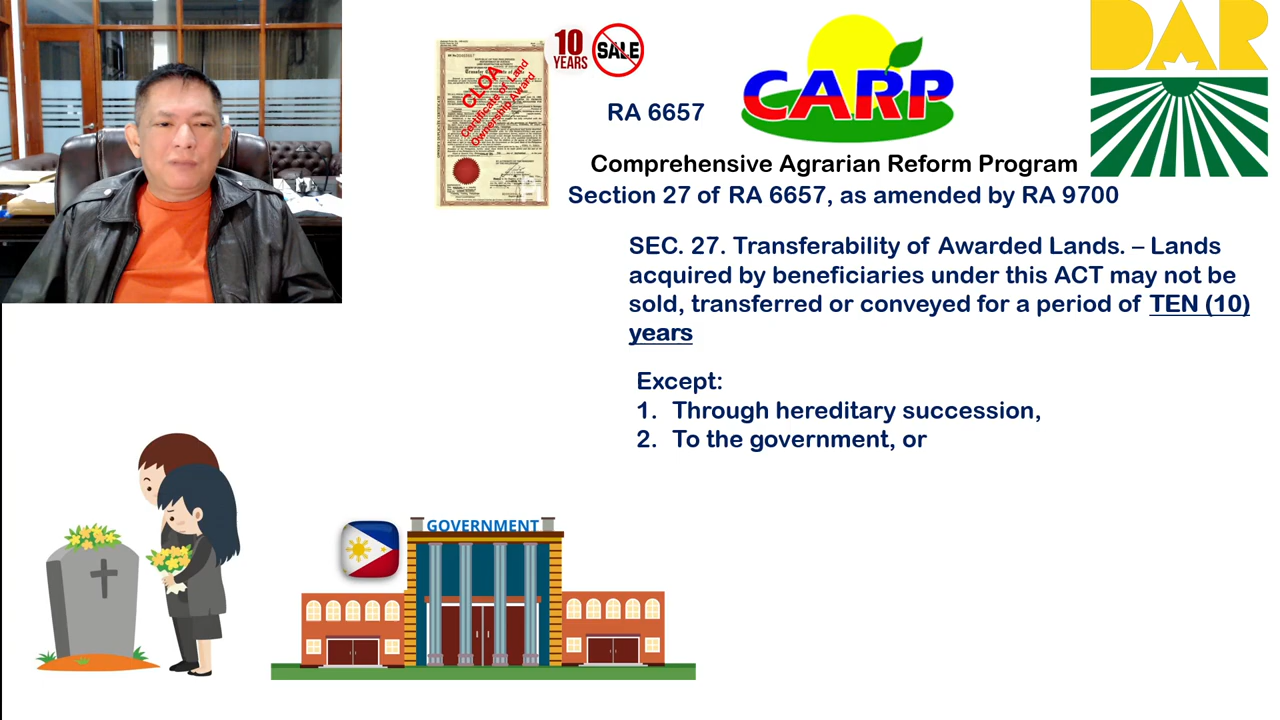 10
YEARS
SALE
CLOA
Certificate of Land
Ownership Award
CARP
DAR
RA 6657
Comprehensive Agrarian Reform Program
Section 27 of RA 6657, as amended by RA 9700
SEC. 27. Transferability of Awarded Lands. – Lands
acquired by beneficiaries under this ACT may not be
sold, transferred or conveyed for a period of TEN (10)
years
Except:
1. Through hereditary succession,
2. To the government, or
GOVERNMENT